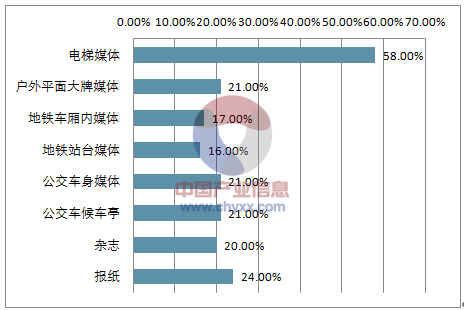 0.00% 10.00% 20.00% 30.00% 40.00% 50.00% 60.00% 70.00%
电梯媒体 58.00%
户外平面大牌媒体 21.00%
地铁车厢内媒体 17.00%
地铁站台媒体 16.00%
公交车身媒体 21.00%
中国产业信息
www.chyxx.com
公交车候车亭 21.00%
杂志 20.00%
报纸 24.00%